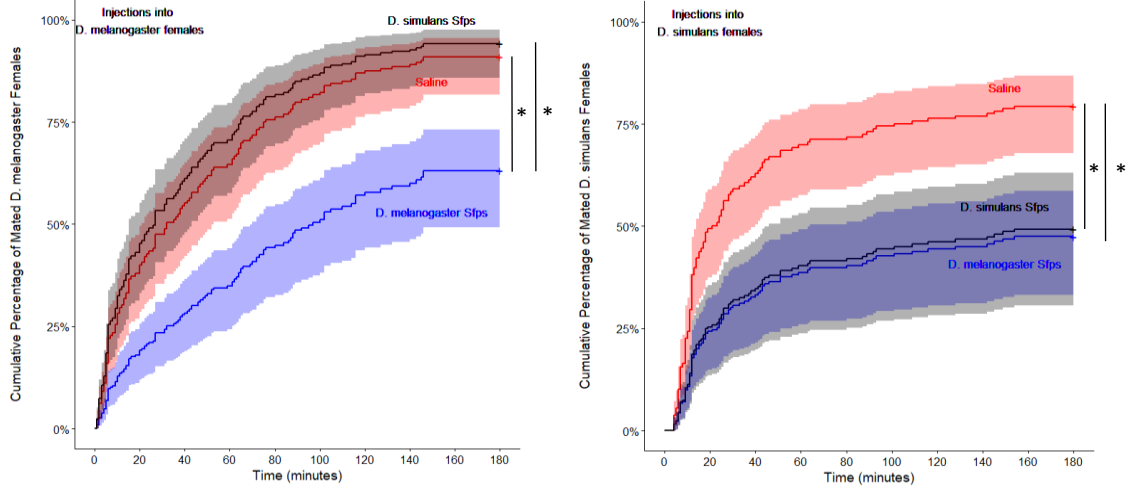 Injections into
D. melanogaster females
D. simulans Sfps
Saline
D. melanogaster Sfps
*
*
100%
75%
50%
25%
0%
Cumulative Percentage of Mated D. melanogaster Females
0 20 40 60 80 100 120 140 160 180
Time (minutes)
Injections into
D. simulans females
Saline
D. simulans Sfps
D. melanogaster Sfps
*
*
100%
75%
50%
25%
0%
Cumulative Percentage of Mated D. simulans Females
0 20 40 60 80 100 120 140 160 180
Time (minutes)